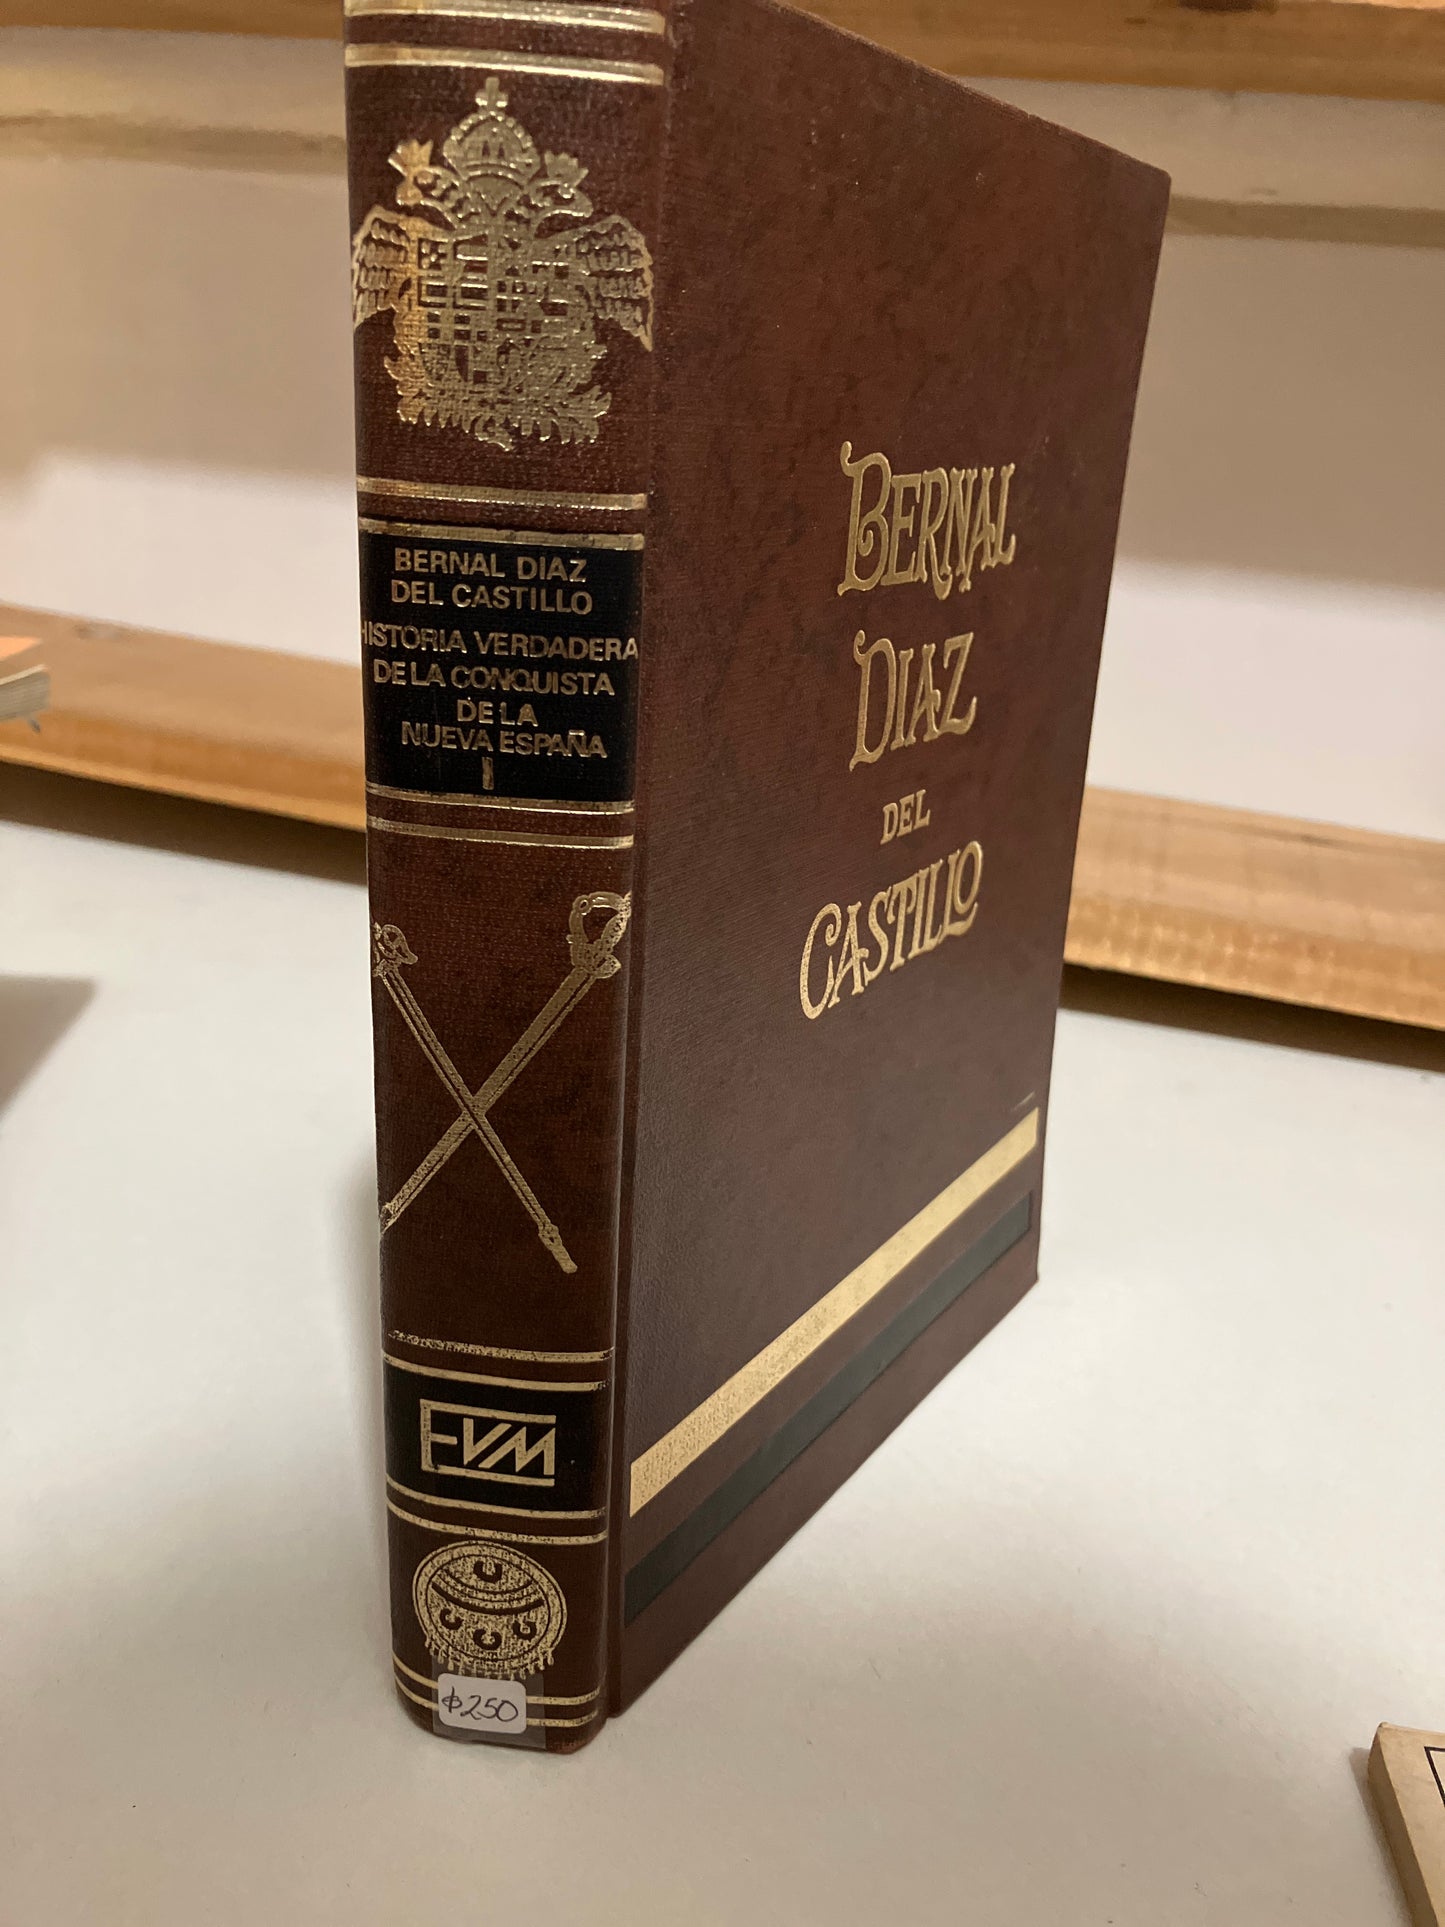 BERNAL DIAZ
DEL CASTILLO
HISTORIA VERDADERA
DE LA CONQUISTA
DE LA
NUEVA ESPAÑA
I
EVM
$250
BERNAL
DIAZ
DEL
CASTILLO